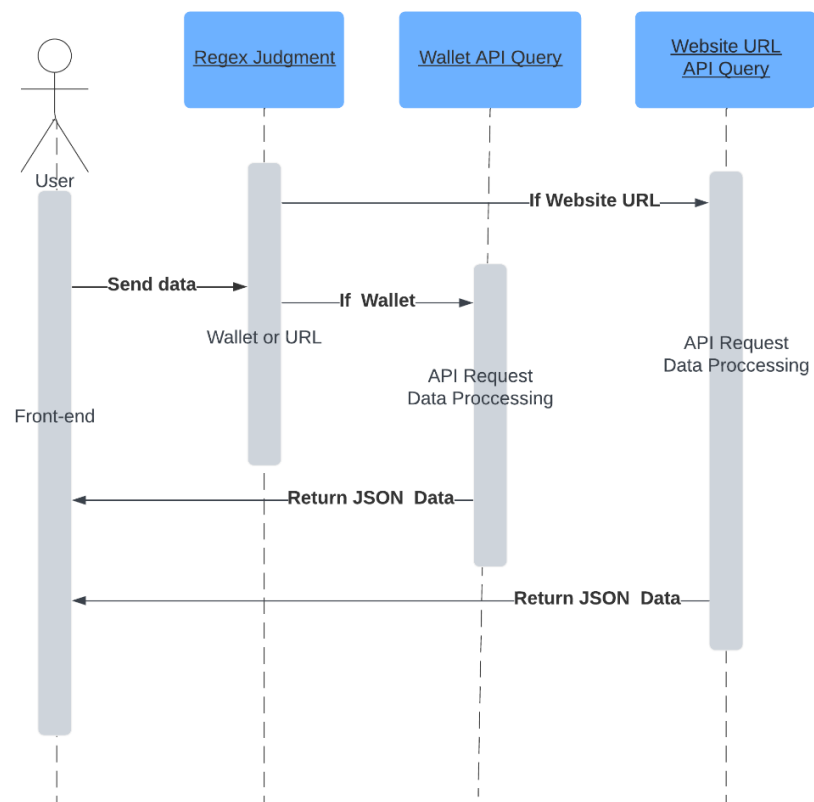 Regex Judgment
Wallet API Query
Website URL
API Query
User
If Website URL
Send data
If Wallet
Wallet or URL
API Request
Data Proccessing
API Request
Data Proccessing
Front-end
Return JSON Data
Return JSON Data